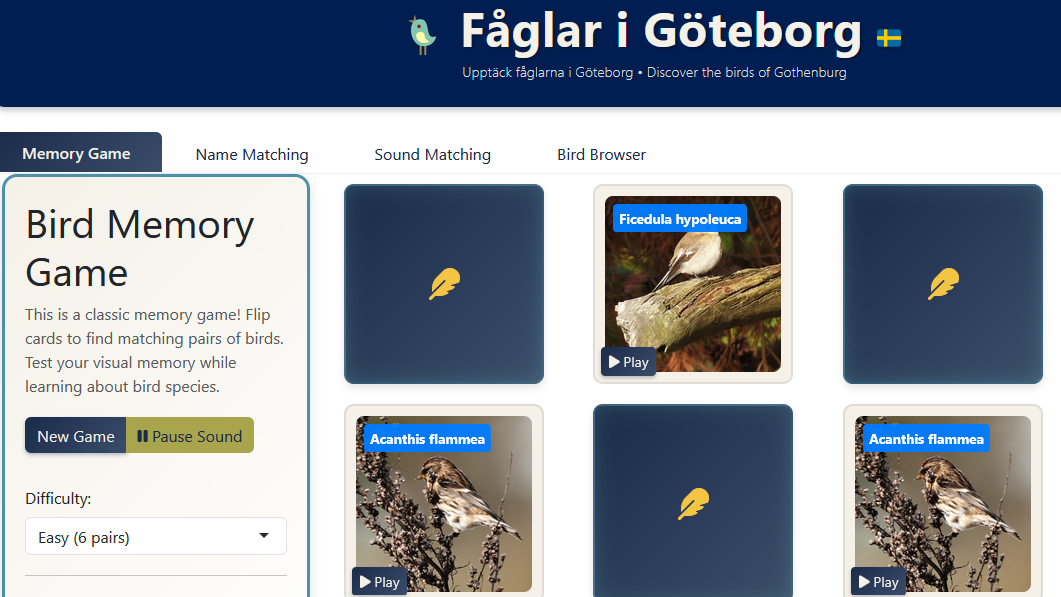 Fåglar i Göteborg
Upptäck fåglarna i Göteborg • Discover the birds of Gothenburg
Memory Game
Name Matching
Sound Matching
Bird Browser
Bird Memory
Game
This is a classic memory game! Flip
cards to find matching pairs of birds.
Test your visual memory while
learning about bird species.
New Game
Pause Sound
Difficulty:
Easy (6 pairs)
Ficedula hypoleuca
Play
Acanthis flammea
Play
Acanthis flammea
Play